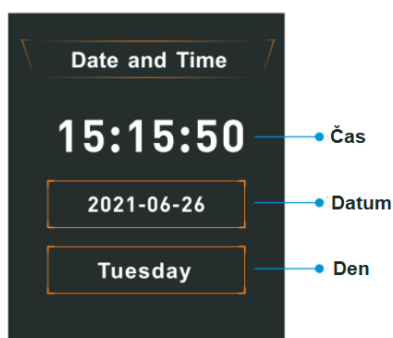 Date and Time
15:15:50
Čas
2021-06-26
Datum
Tuesday
Den